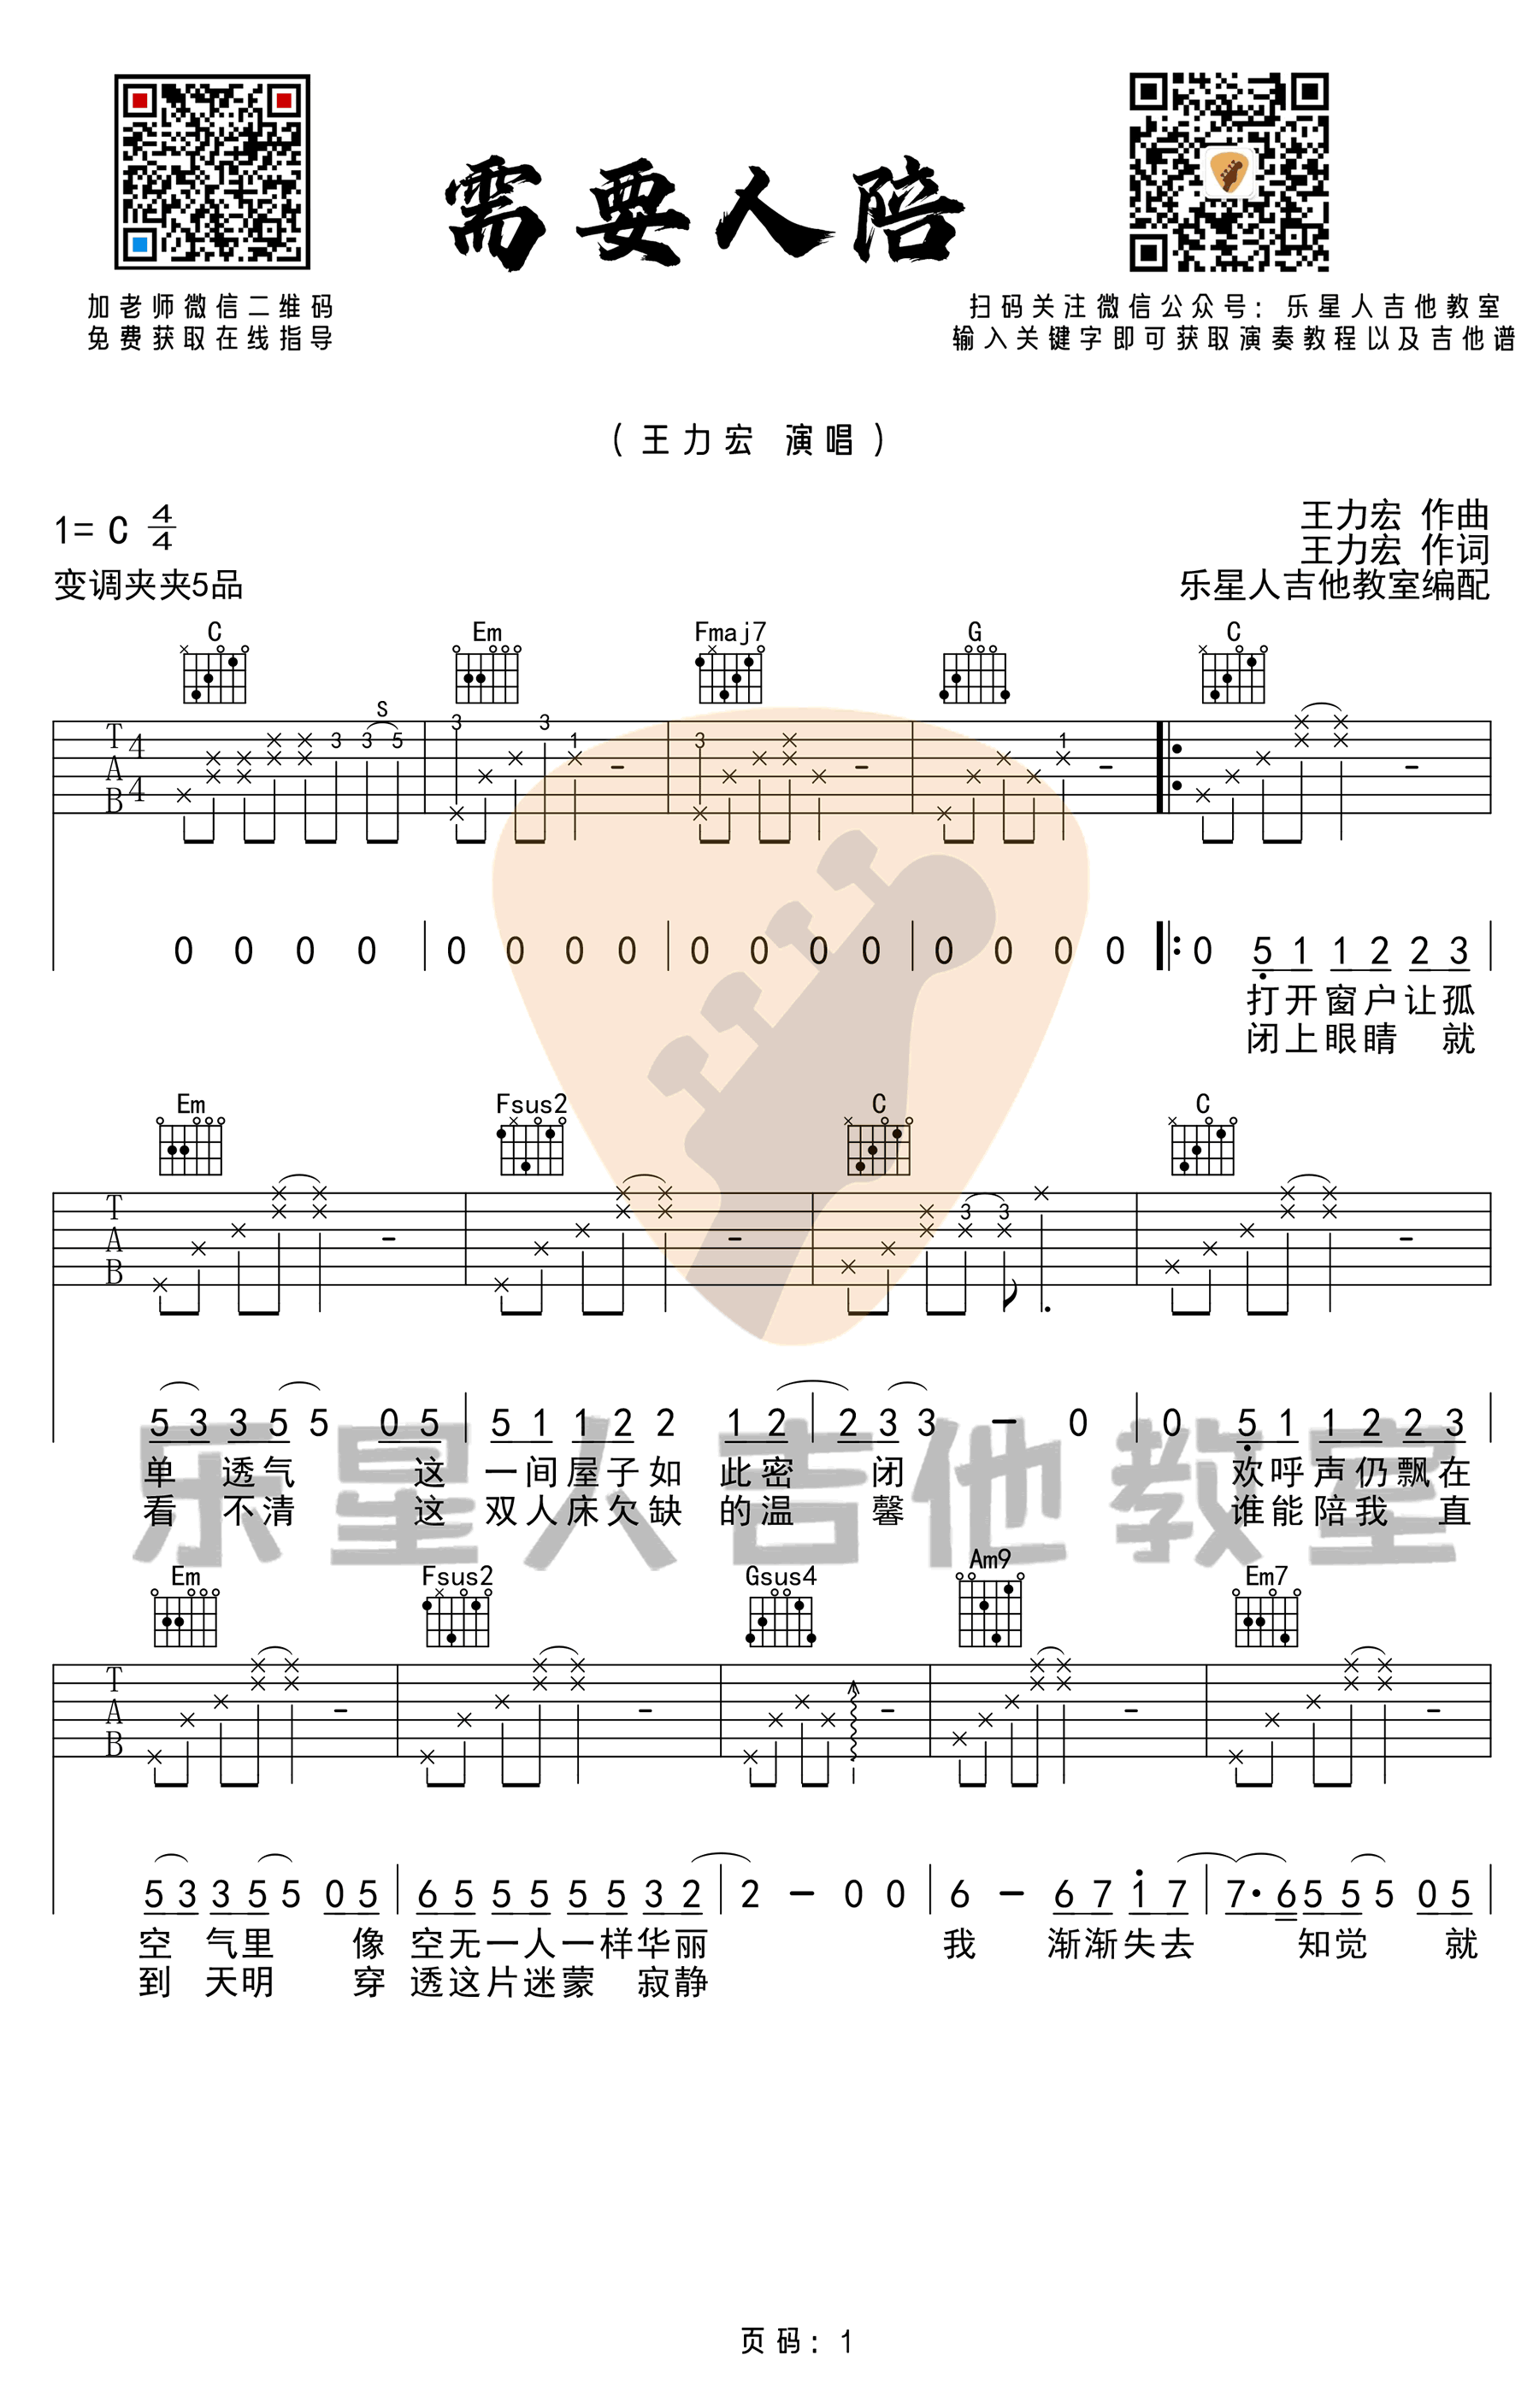 需要人陪
加老师微信二维码
免费获取在线指导
扫码关注微信公众号：乐星人吉他教室
输入关键字即可获取演奏教程以及吉他谱
（王力宏 演唱）
1= C 4/4
变调夹夹5品
王力宏 作曲
王力宏 作词
乐星人吉他教室编配
C Em Fmaj7 G C
S
3 3 5 3 3 1 3 1
T A B 4 4
0 0 0 0 0 0 0 0 0 0 0 0 0 0 0 0 0 5 1 1 2 2 3
打开窗户让孤
闭上眼睛 就
Em Fsus2 C C
3 3
T A B
5 3 3 5 5 0 5 5 1 1 2 2 1 2 2 3 3 - 0 0 5 1 1 2 2 3
单 透气 这 一间屋子如 此密 闭 欢呼声仍飘在
看 不清 这 双人床欠缺 的温 馨 谁能陪我 直
乐星人吉他教室
Em Fsus2 Gsus4 Am9 Em7
T A B
5 3 3 5 5 0 5 6 5 5 5 5 5 3 2 2 - 0 0 6 - 6 7 1 7 7· 6 5 5 5 0 5
空 气里 像 空无一人一样华丽 我 渐渐失去 知觉 就
到 天明 穿 透这片迷蒙 寂静
页码：1